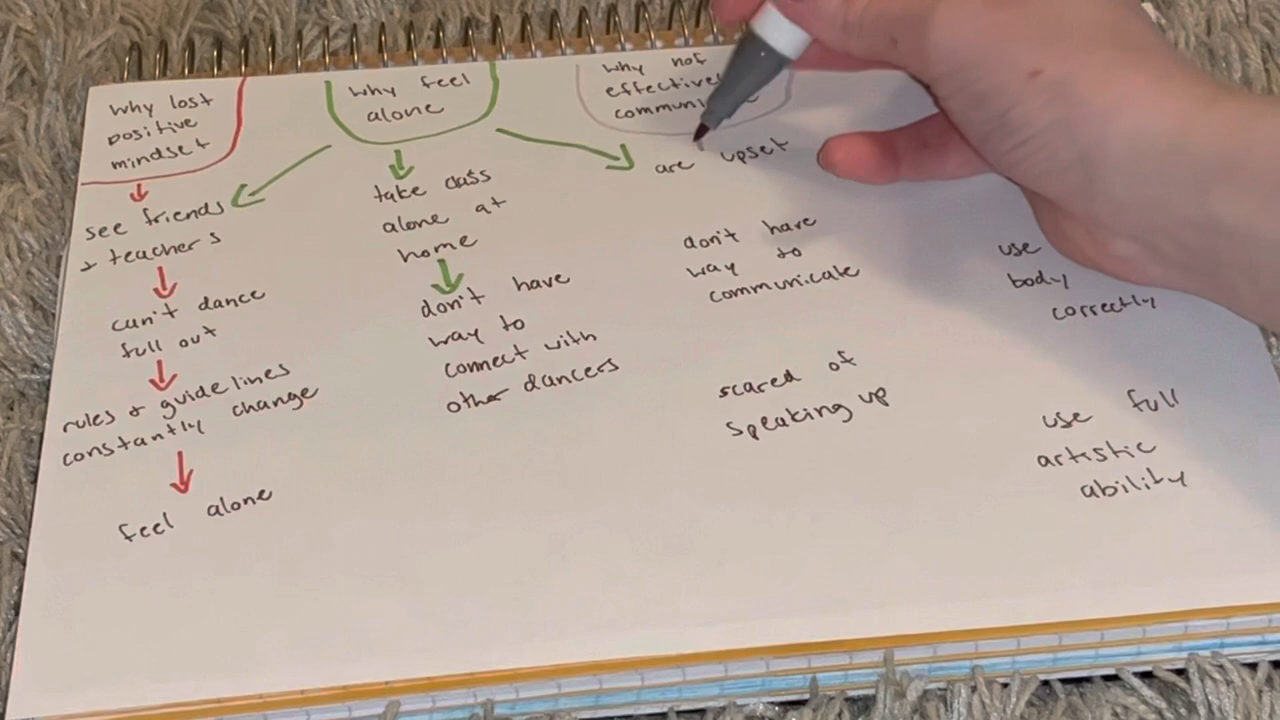 why lost
positive
mindset
see friends
& teachers
can't dance
full out
rules & guidelines
constantly change
feel alone
why feel
alone
take class
alone at
home
don't have
way to
connect with
other dancers
why not
effective
are upset
don't have
way to
communicate
scared of
speaking up
use
body
correctly
use full
artistic
ability